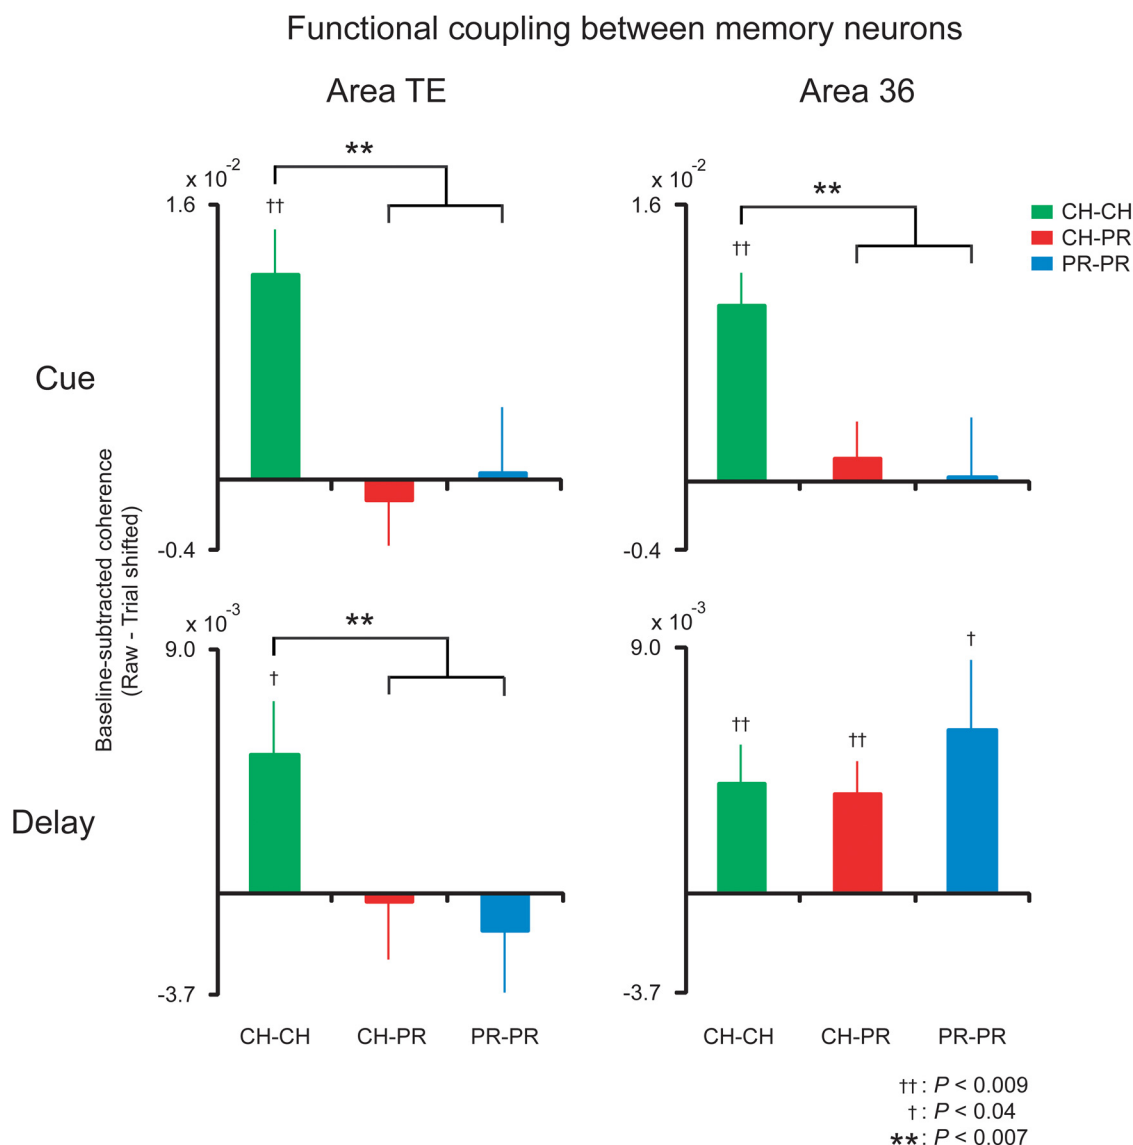 Functional coupling between memory neurons
Area TE
Area 36
**
x 10-2
1.6
††
-0.4
**
x 10-2
1.6
††
-0.4
CH-CH
CH-PR
PR-PR
Cue
Baseline-subtracted coherence
(Raw - Trial shifted)
**
x 10-3
9.0
†
-3.7
x 10-3
9.0
††
††
†
-3.7
Delay
CH-CH CH-PR PR-PR
CH-CH CH-PR PR-PR
††: P < 0.009
†: P < 0.04
**: P < 0.007